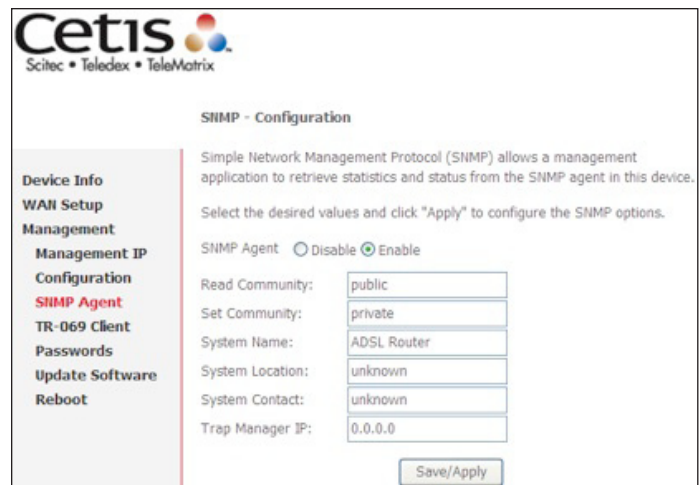 Cetis
Scitec • Teledex • TeleMatrix
SNMP - Configuration
Simple Network Management Protocol (SNMP) allows a management
application to retrieve statistics and status from the SNMP agent in this device.
Select the desired values and click "Apply" to configure the SNMP options.
SNMP Agent Disable Enable
Read Community: public
Set Community: private
System Name: ADSL Router
System Location: unknown
System Contact: unknown
Trap Manager IP: 0.0.0.0
Save/Apply
Device Info
WAN Setup
Management
Management IP
Configuration
SNMP Agent
TR-069 Client
Passwords
Update Software
Reboot